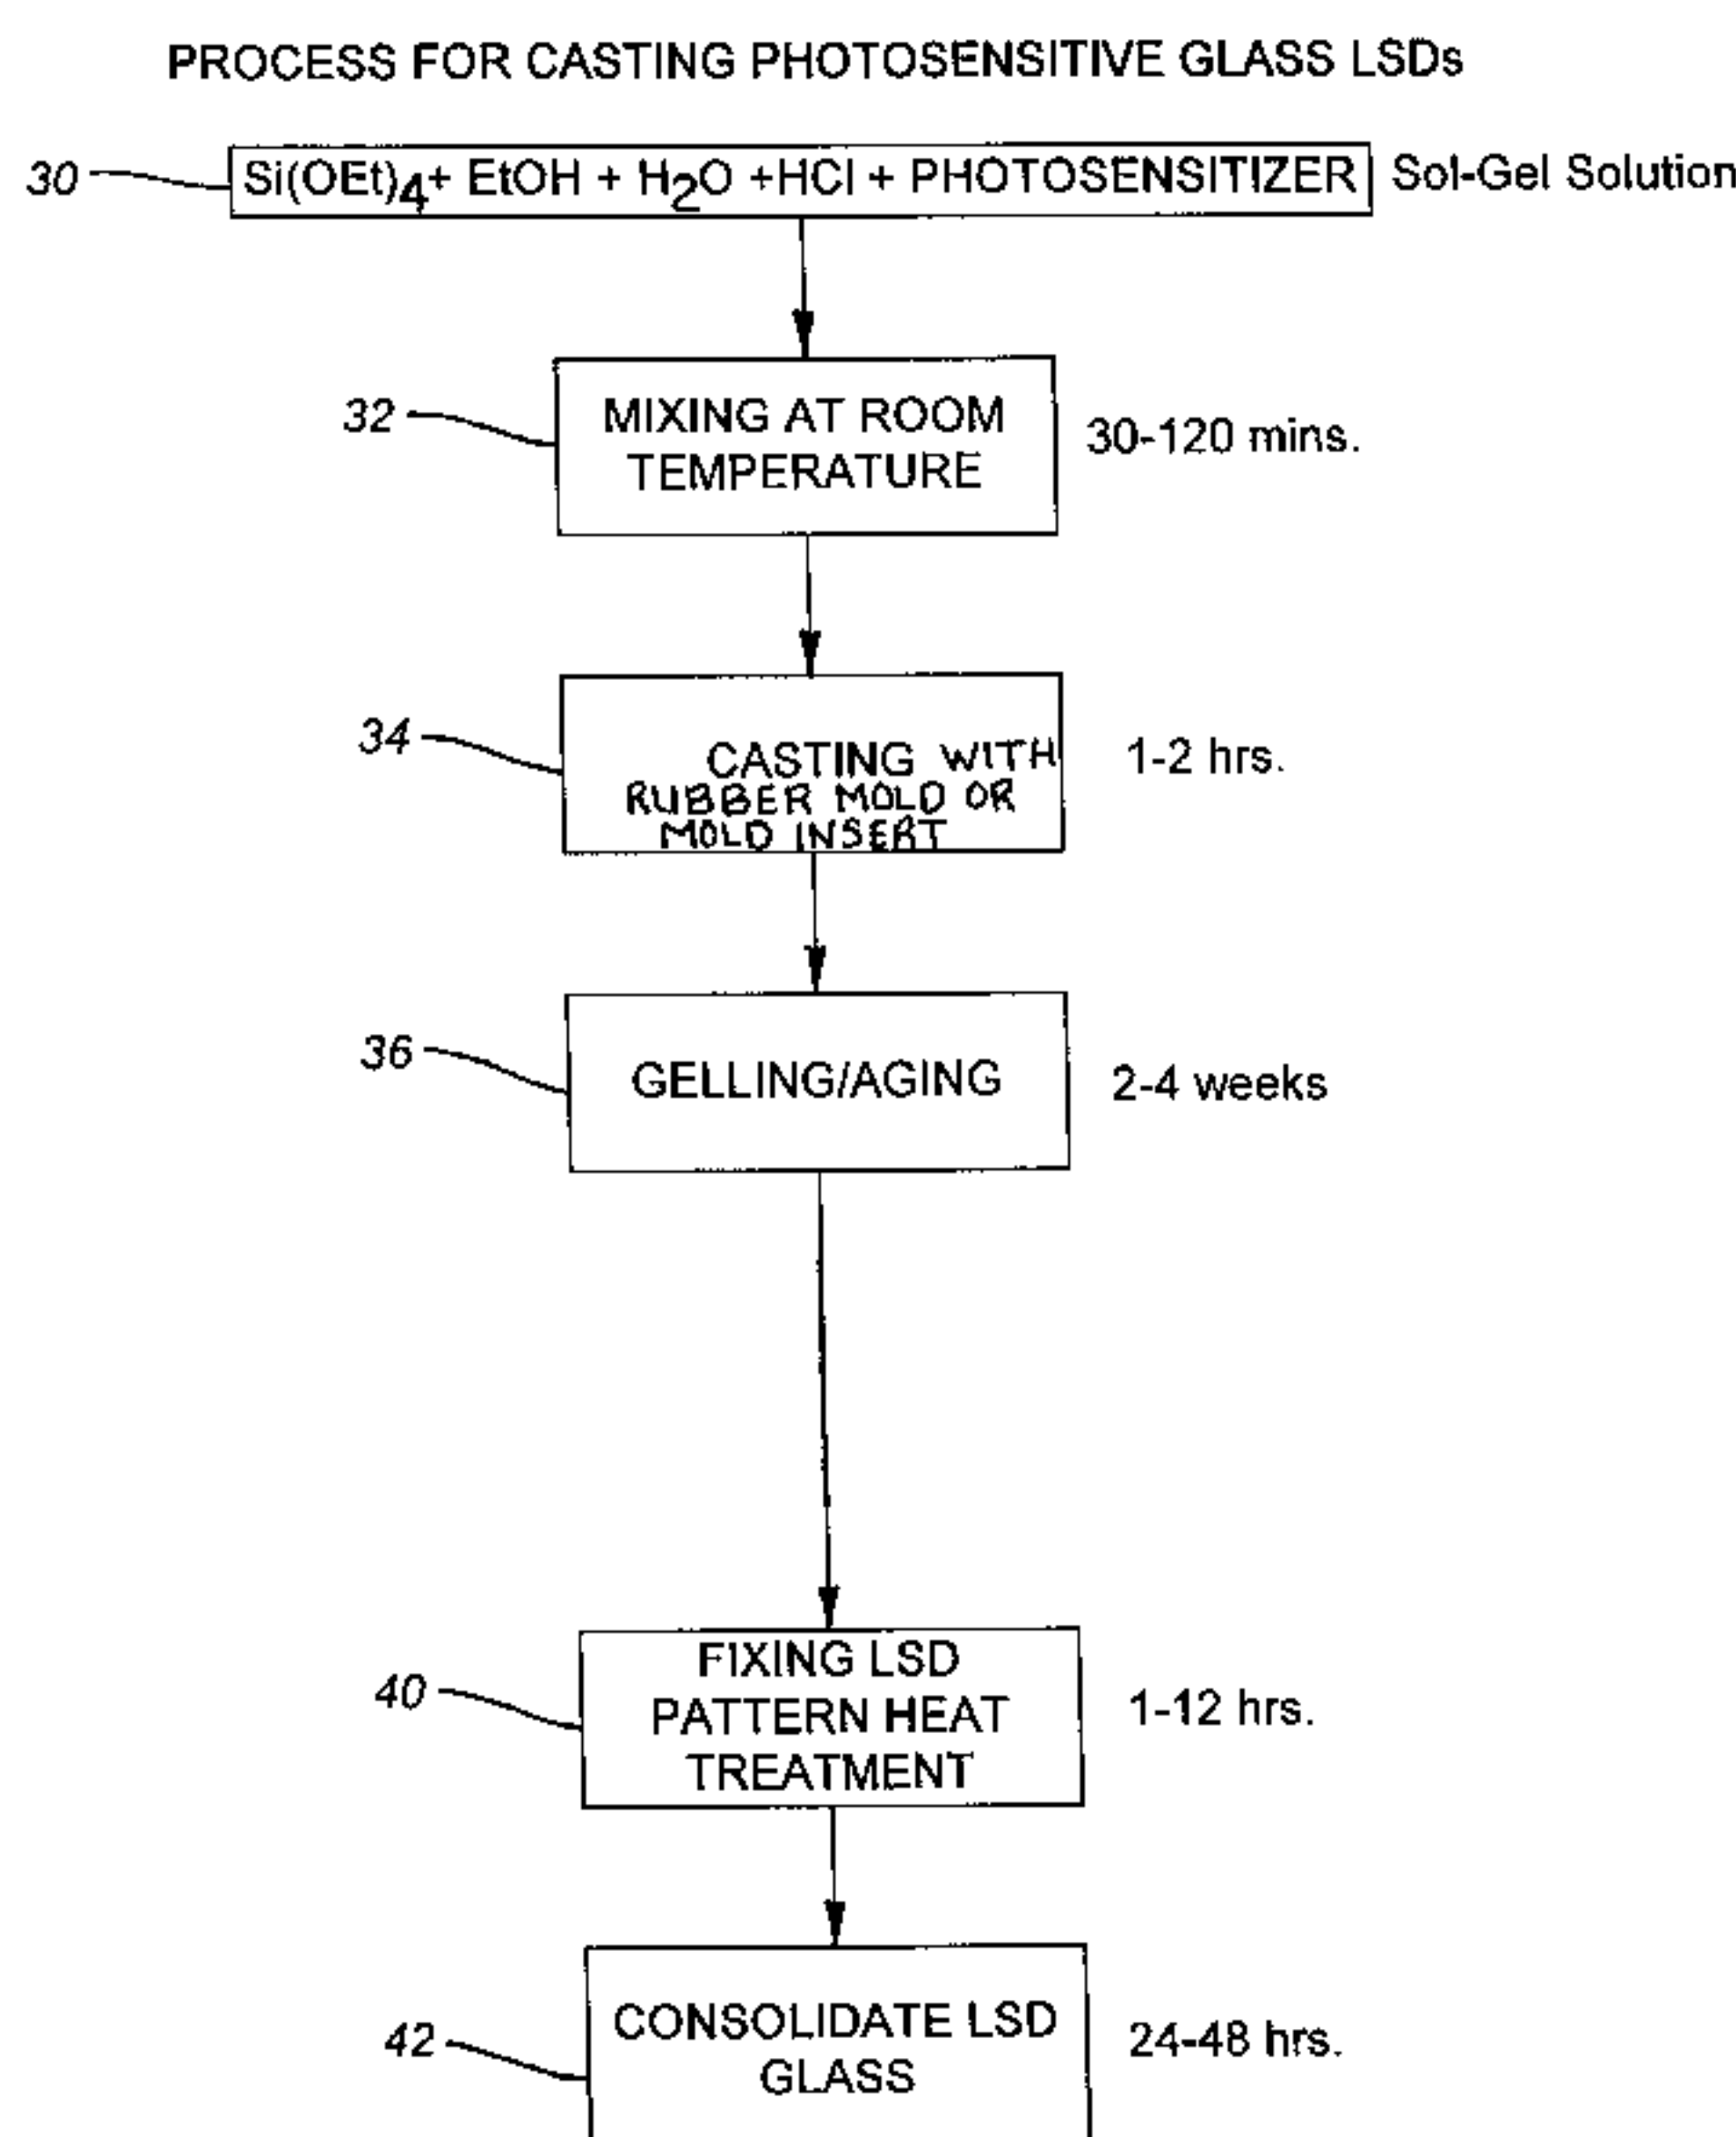 PROCESS FOR CASTING PHOTOSENSITIVE GLASS LSDs
30
Si(OEt)4+ EtOH + H2O +HCl + PHOTOSENSITIZER
Sol-Gel Solution
32
MIXING AT ROOM
TEMPERATURE
30-120 mins.
34
CASTING WITH
RUBBER MOLD OR
MOLD INSERT
1-2 hrs.
36
GELLING/AGING
2-4 weeks
40
FIXING LSD
PATTERN HEAT
TREATMENT
1-12 hrs.
42
CONSOLIDATE LSD
GLASS
24-48 hrs.